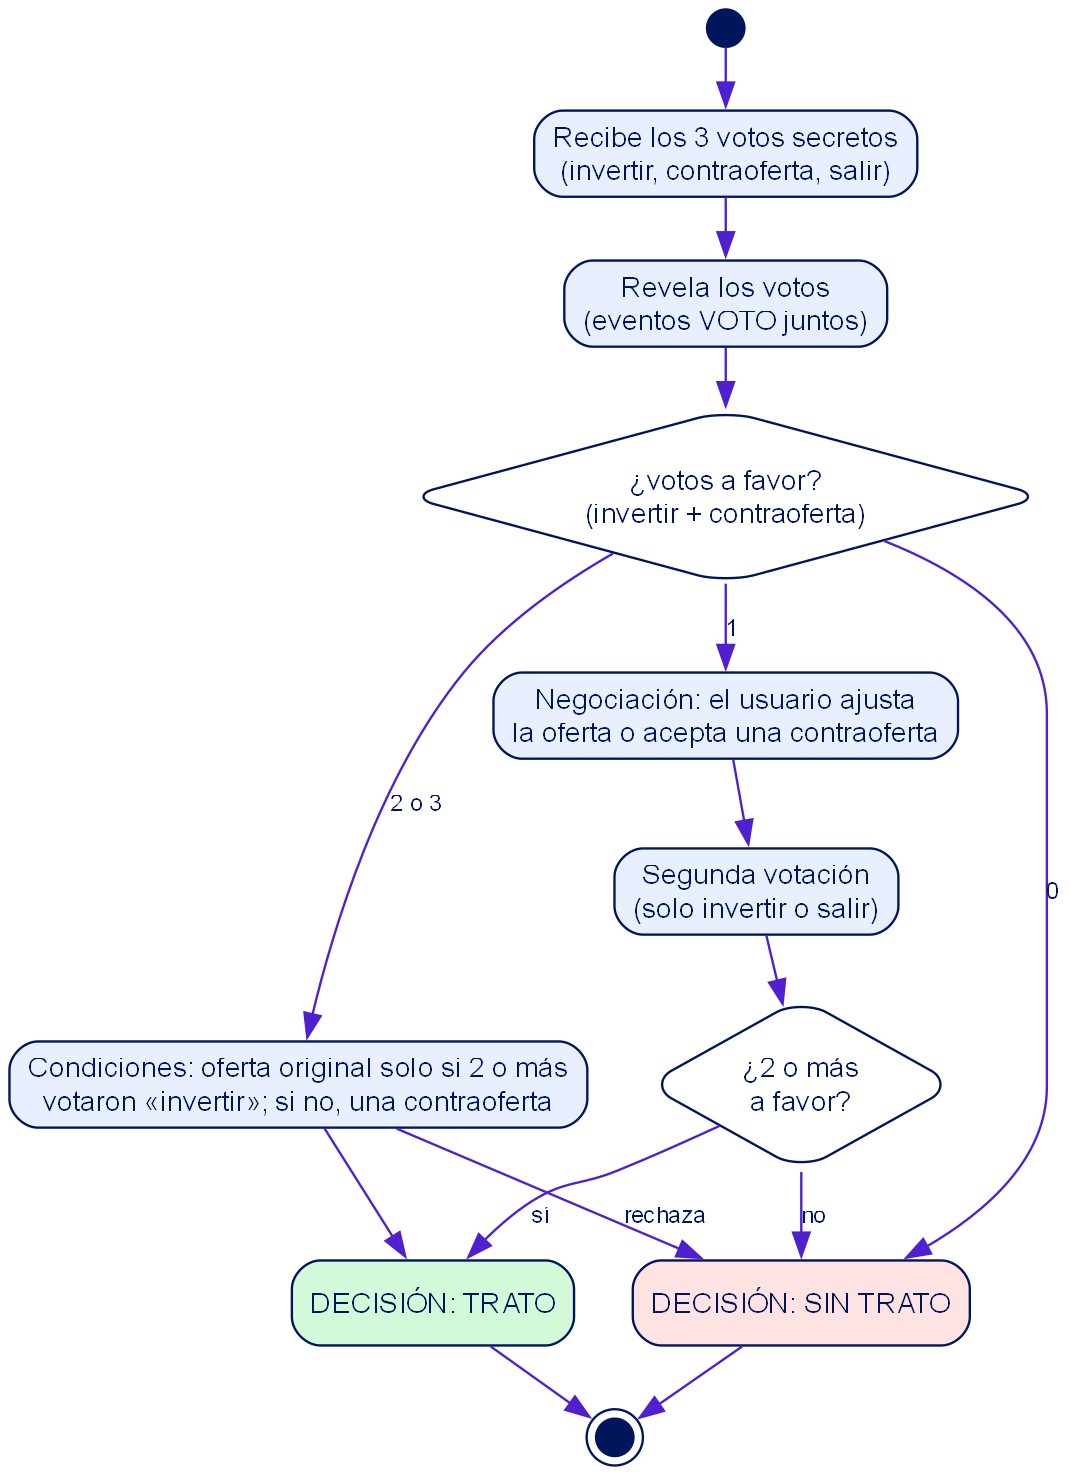 Recibe los 3 votos secretos
(invertir, contraoferta, salir)
Revela los votos
(eventos VOTO juntos)
¿votos a favor?
(invertir + contraoferta)
1
Negociación: el usuario ajusta
la oferta o acepta una contraoferta
2 o 3
Segunda votación
(solo invertir o salir)
0
Condiciones: oferta original solo si 2 o más
votaron «invertir»; si no, una contraoferta
¿2 o más
a favor?
sí
rechaza
no
DECISIÓN: TRATO
DECISIÓN: SIN TRATO